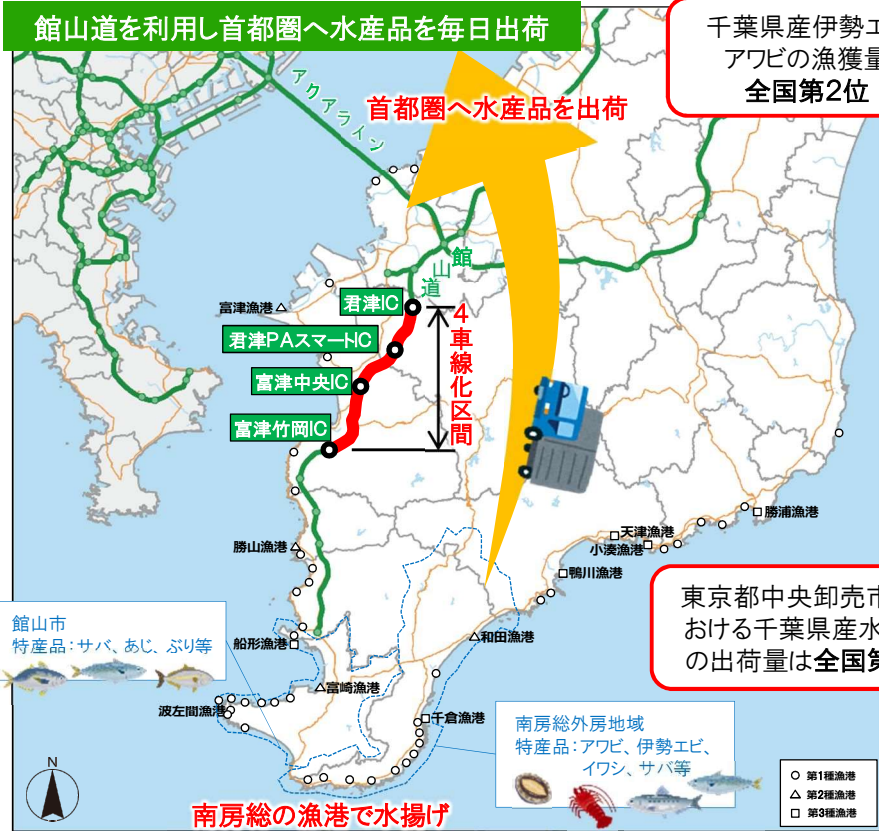 館山道を利用し首都圏へ水産品を毎日出荷
千葉県産伊勢エ
アワビの漁獲量
全国第2位
アクアライン
首都圏へ水産品を出荷
館山道
富津漁港
君津IC
君津PAスマートIC
富津中央IC
富津竹岡IC
4車線化区間
勝浦漁港
天津漁港
小湊漁港
鴨川漁港
勝山漁港
東京都中央卸売市
おける千葉県産水
の出荷量は全国第
館山市
特産品:サバ、あじ、ぶり等
船形漁港
和田漁港
富崎漁港
波左間漁港
千倉漁港
南房総外房地域
特産品:アワビ、伊勢エビ、
イワシ、サバ等
N
第1種漁港
第2種漁港
第3種漁港
南房総の漁港で水揚げ